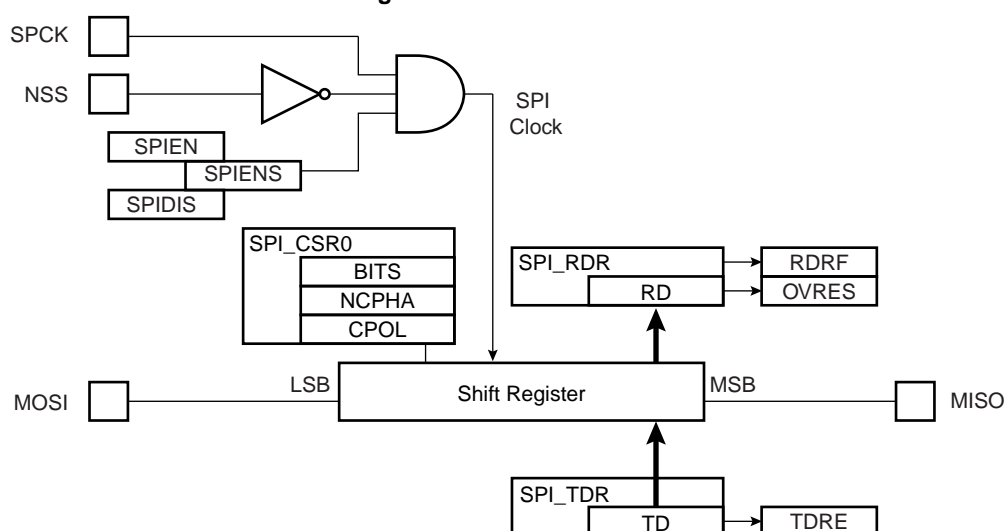 SPCK
NSS
SPI
Clock
SPIEN
SPIENS
SPIDIS
SPI_CSR0
BITS
NCPHA
CPOL
SPI_RDR
RD
RDRF
OVRES
LSB
Shift Register
MSB
MOSI
MISO
SPI_TDR
TD
TDRE